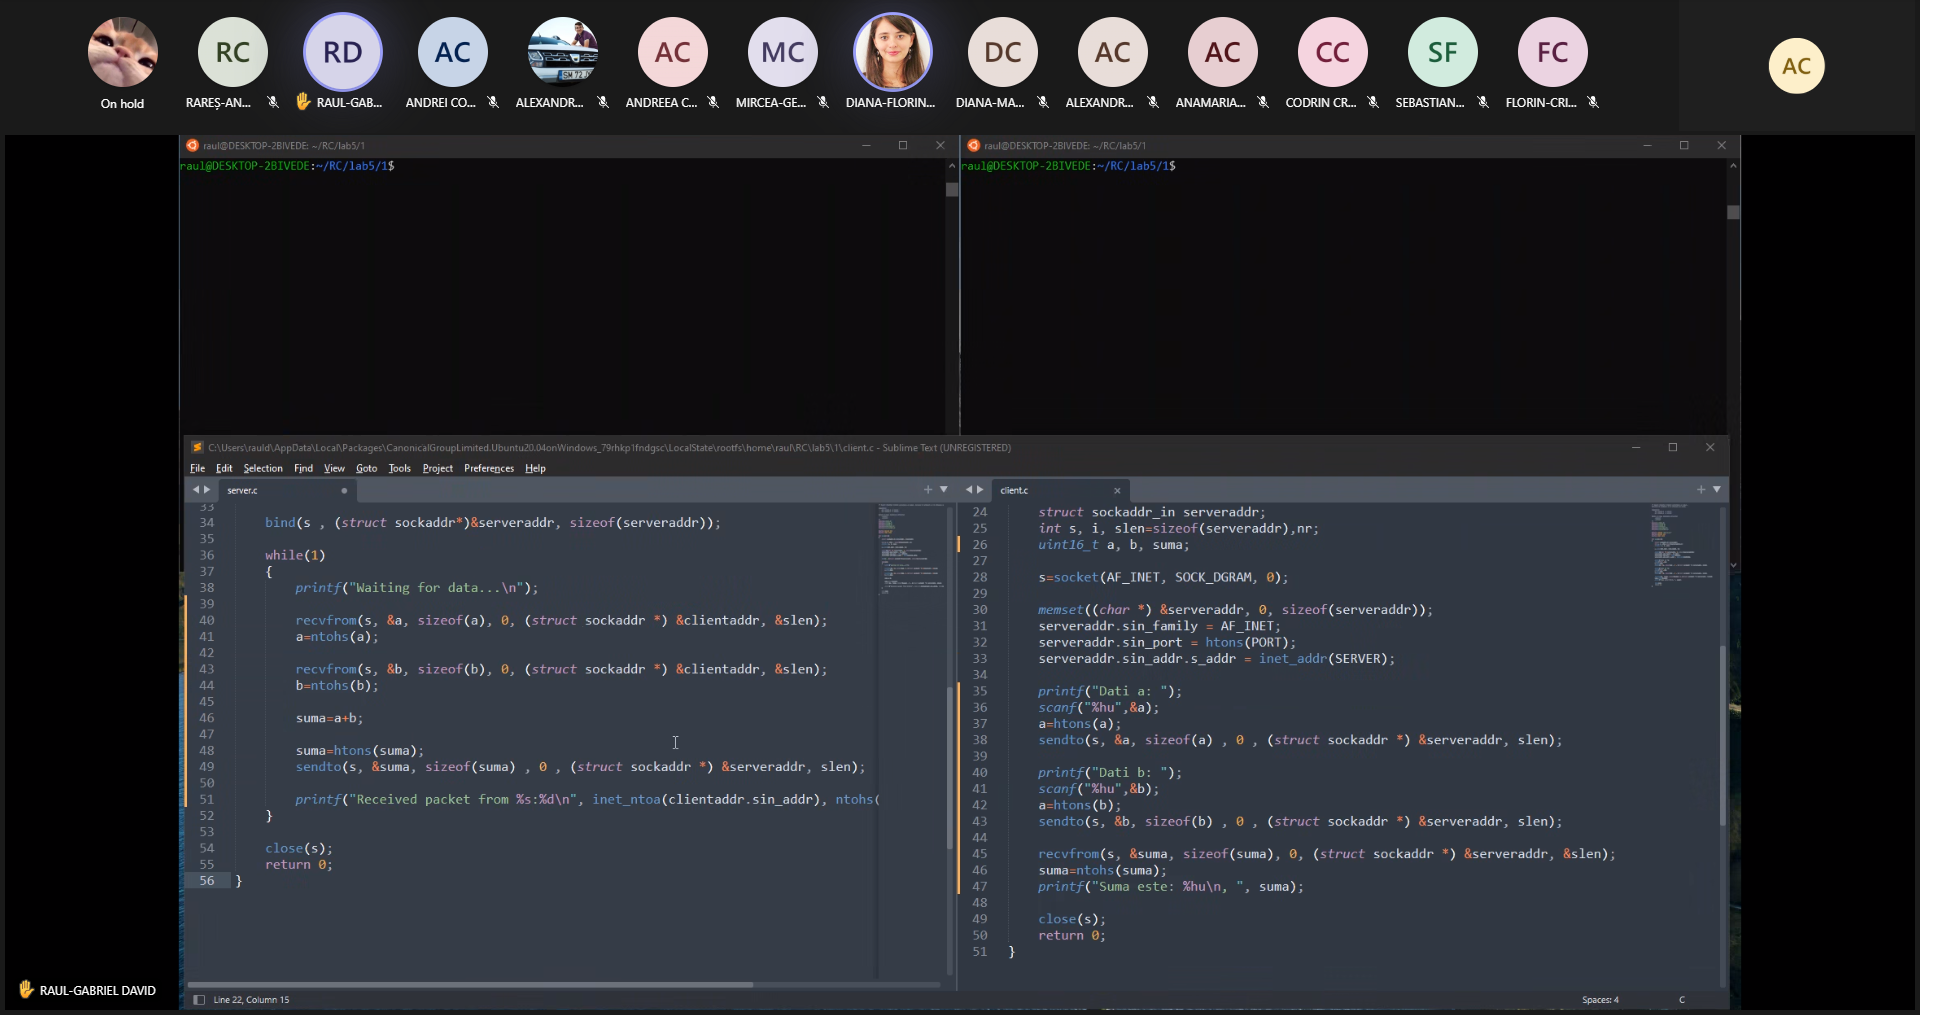 RC
RD
AC
AC
MC
DC
AC
AC
CC
SF
FC
AC
On hold
RAREȘ-AN...
RAUL-GAB...
ANDREI CO...
ALEXANDR...
ANDREEA C...
MIRCEA-GE...
DIANA-FLORIN...
DIANA-MA...
ALEXANDR...
ANAMARIA...
CODRIN CR...
SEBASTIAN...
FLORIN-CRI...
raul@DESKTOP-2BIVEDE: ~/RC/lab5/1
raul@DESKTOP-2BIVEDE:~/RC/lab5/1$
raul@DESKTOP-2BIVEDE: ~/RC/lab5/1
raul@DESKTOP-2BIVEDE:~/RC/lab5/1$
C:\Users\rauld\AppData\Local\Packages\CanonicalGroupLimited.Ubuntu20.04onWindows_79rhkp1fndgsc\LocalState\rootfs\home\raul\RC\lab5\1\client.c - Sublime Text (UNREGISTERED)
File Edit Selection Find View Goto Tools Project Preferences Help
server.c
33
34 bind(s , (struct sockaddr*)&serveraddr, sizeof(serveraddr));
35
36 while(1)
37 {
38 printf("Waiting for data...\n");
39
40 recvfrom(s, &a, sizeof(a), 0, (struct sockaddr *) &clientaddr, &slen);
41 a=ntohs(a);
42
43 recvfrom(s, &b, sizeof(b), 0, (struct sockaddr *) &clientaddr, &slen);
44 b=ntohs(b);
45
46 suma=a+b;
47
48 suma=htons(suma);
49 sendto(s, &suma, sizeof(suma) , 0 , (struct sockaddr *) &serveraddr, slen);
50
51 printf("Received packet from %s:%d\n", inet_ntoa(clientaddr.sin_addr), ntohs(
52 }
53
54 close(s);
55 return 0;
56 }
client.c
24 struct sockaddr_in serveraddr;
25 int s, i, slen=sizeof(serveraddr),nr;
26 uint16_t a, b, suma;
27
28 s=socket(AF_INET, SOCK_DGRAM, 0);
29
30 memset((char *) &serveraddr, 0, sizeof(serveraddr));
31 serveraddr.sin_family = AF_INET;
32 serveraddr.sin_port = htons(PORT);
33 serveraddr.sin_addr.s_addr = inet_addr(SERVER);
34
35 printf("Dati a: ");
36 scanf("%hu",&a);
37 a=htons(a);
38 sendto(s, &a, sizeof(a) , 0 , (struct sockaddr *) &serveraddr, slen);
39
40 printf("Dati b: ");
41 scanf("%hu",&b);
42 a=htons(b);
43 sendto(s, &b, sizeof(b) , 0 , (struct sockaddr *) &serveraddr, slen);
44
45 recvfrom(s, &suma, sizeof(suma), 0, (struct sockaddr *) &serveraddr, &slen);
46 suma=ntohs(suma);
47 printf("Suma este: %hu\n, ", suma);
48
49 close(s);
50 return 0;
51 }
RAUL-GABRIEL DAVID
Line 22, Column 15
Spaces: 4
C